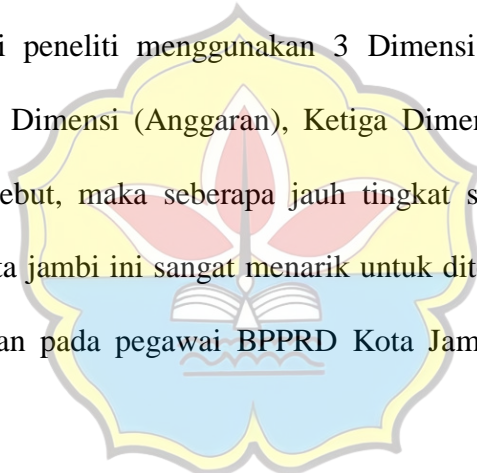 i peneliti menggunakan 3 Dimensi
Dimensi (Anggaran), Ketiga Dimen
ebut, maka seberapa jauh tingkat s
ta jambi ini sangat menarik untuk dit
an pada pegawai BPPRD Kota Jam